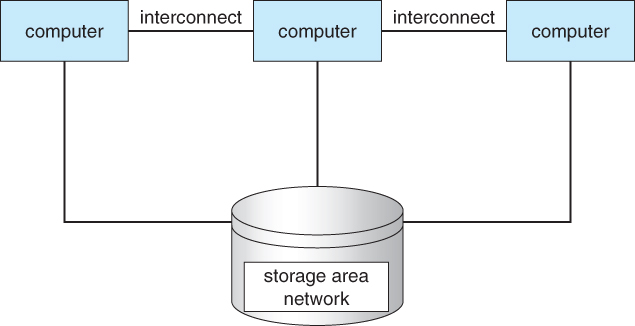 interconnect interconnect
computer computer computer
storage area
network